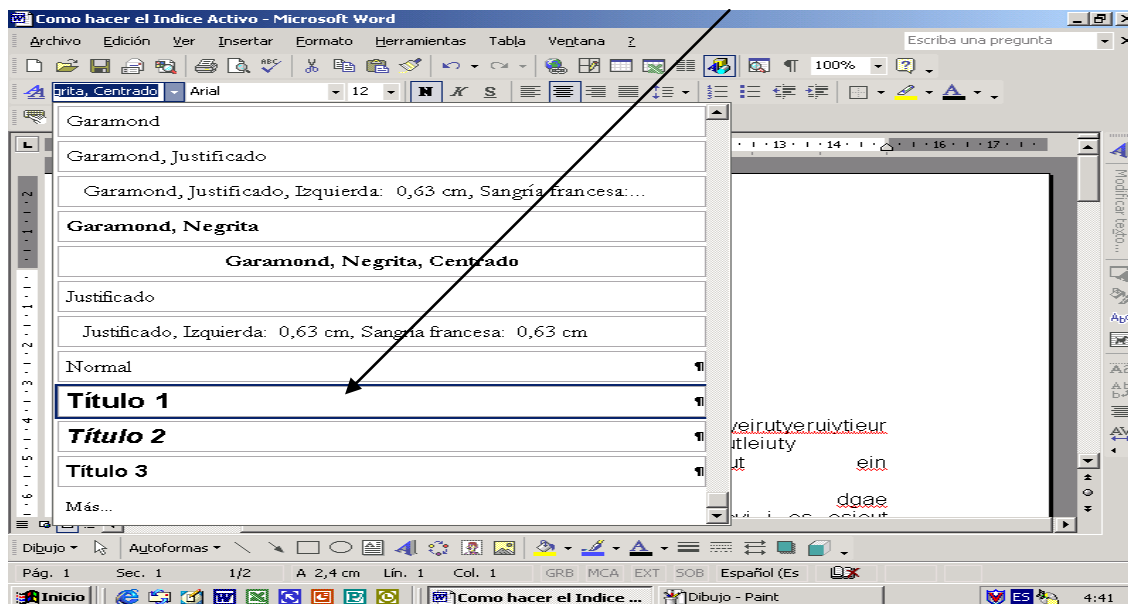 Como hacer el Indice Activo - Microsoft Word
Archivo Edición Ver Insertar Formato Herramientas Tabla Ventana ? Escriba una pregunta
100%
grita, Centrado Arial 12 N K S
Garamond
Garamond, Justificado
Garamond, Justificado, Izquierda: 0,63 cm, Sangría francesa:...
Garamond, Negrita
Garamond, Negrita, Centrado
Justificado
Justificado, Izquierda: 0,63 cm, Sangría francesa: 0,63 cm
Normal ¶
Título 1 ¶
Título 2 ¶
Título 3 ¶
Más...
13 14 16 17
Modificar texto...
yeirutyeruivtieur
utleiuty
ut ein
dgae
Dibujo Autoformas
Pág. 1 Sec. 1 1/2 A 2,4 cm Lín. 1 Col. 1 GRB MCA EXT SOB Español (Es
Inicio Como hacer el Indice ... Dibujo - Paint ES 4:41